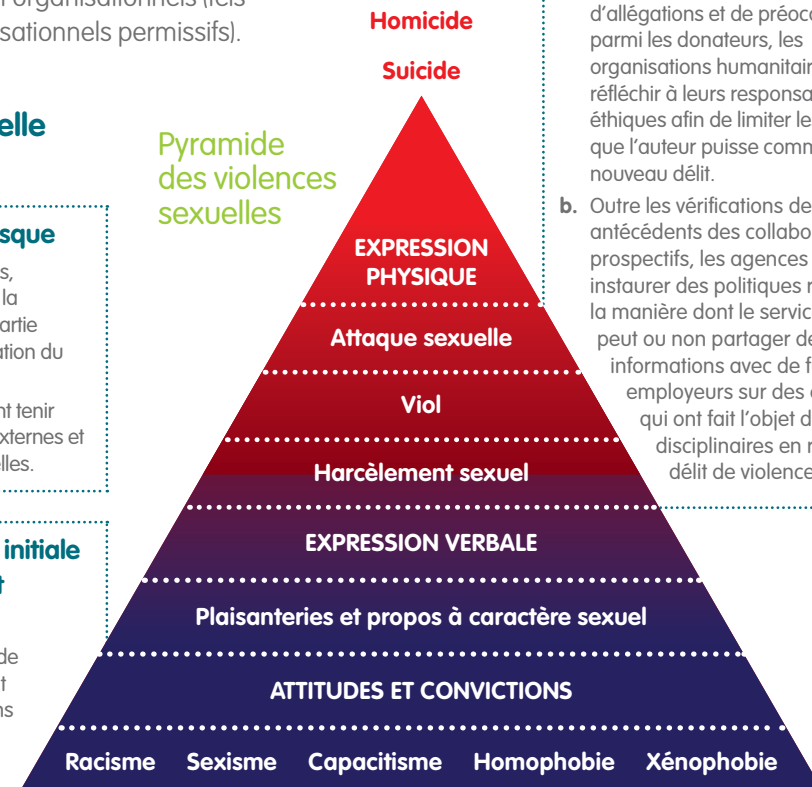 organisationnels (tels
sationnels permissifs).
elle
sque
s,
la
artie
ation du
nt tenir
xternes et
elles.
initiale
t
de
t
ns
Pyramide
des violences
sexuelles
Homicide
Suicide
EXPRESSION
PHYSIQUE
Attaque sexuelle
Viol
Harcèlement sexuel
EXPRESSION VERBALE
Plaisanteries et propos à caractère sexuel
ATTITUDES ET CONVICTIONS
Racisme Sexisme Capacitisme Homophobie Xénophobie
d'allégations et de préoc
parmi les donateurs, les
organisations humanitair
réfléchir à leurs responsa
éthiques afin de limiter le
que l'auteur puisse comm
nouveau délit.
b. Outre les vérifications de
antécédents des collabo
prospectifs, les agences
instaurer des politiques r
la manière dont le servic
peut ou non partager de
informations avec de f
employeurs sur des
qui ont fait l'objet d
disciplinaires en r
délit de violence